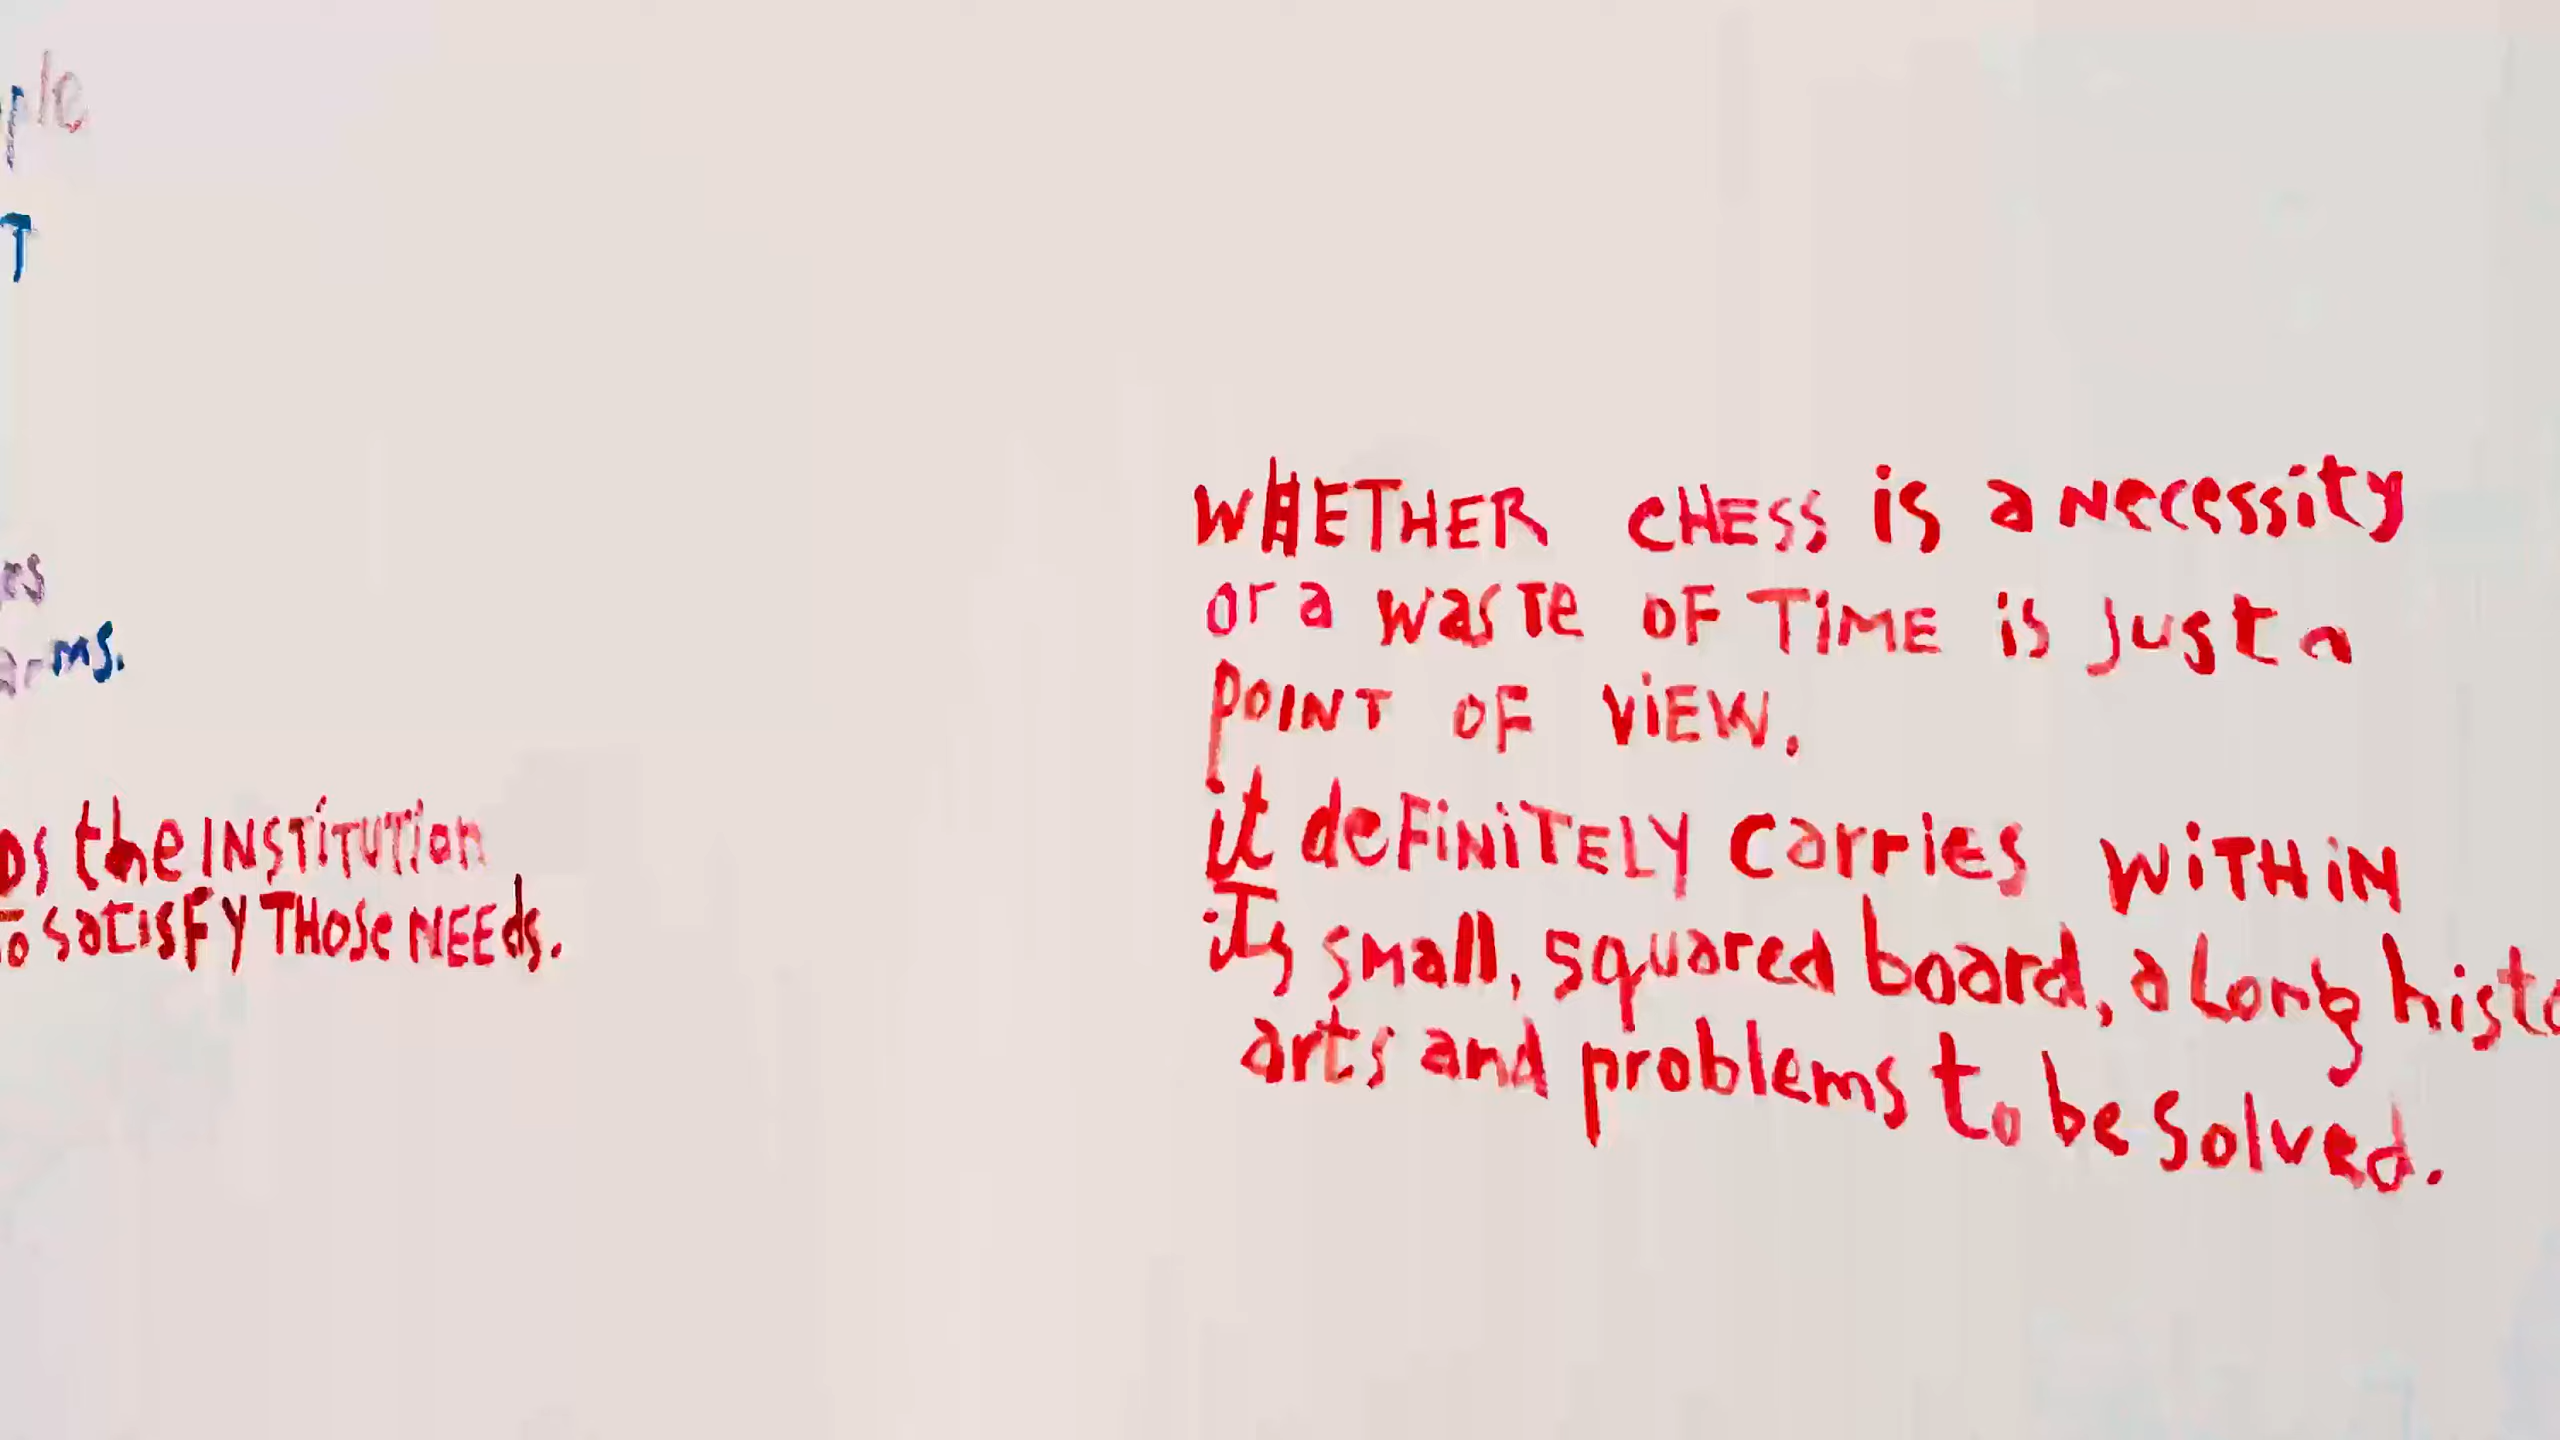 the INSTiTUTion
To satisFy THOse NEEds.
WHETHER CHESS is a Necessity
or a waste OF TiME is just a
POINT OF ViEW.
it deFiNiTELY carries WiTHiN
iTs small, squared board, a Long
arts and problems to be solved.